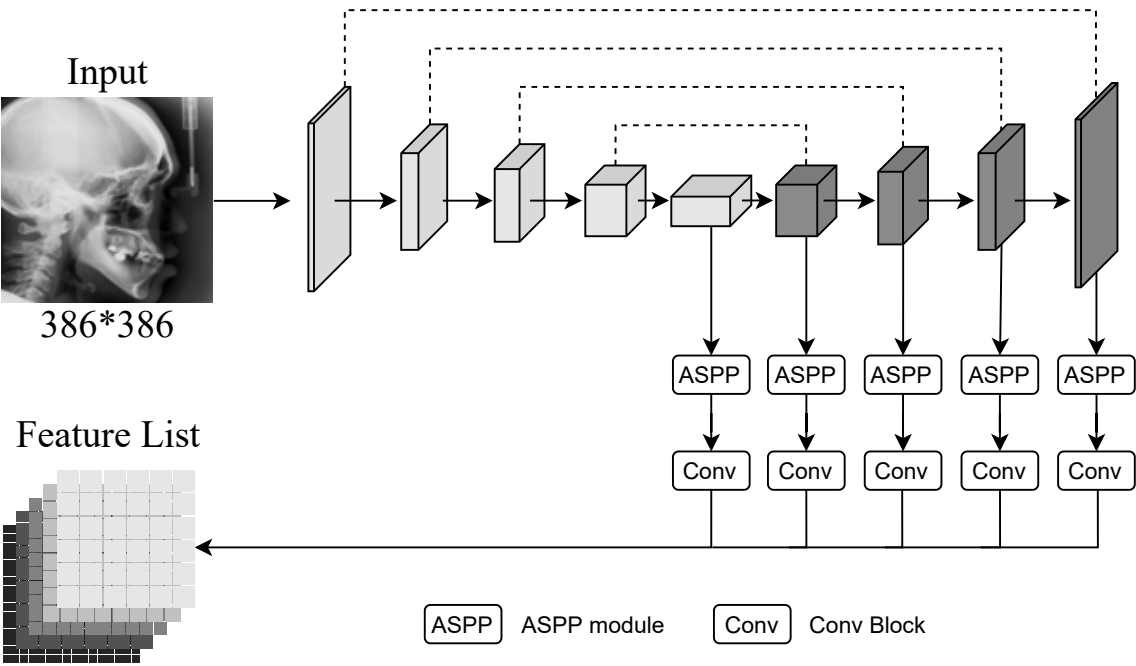 Input
386*386
ASPP ASPP ASPP ASPP ASPP
Conv Conv Conv Conv Conv
Feature List
ASPP ASPP module Conv Conv Block